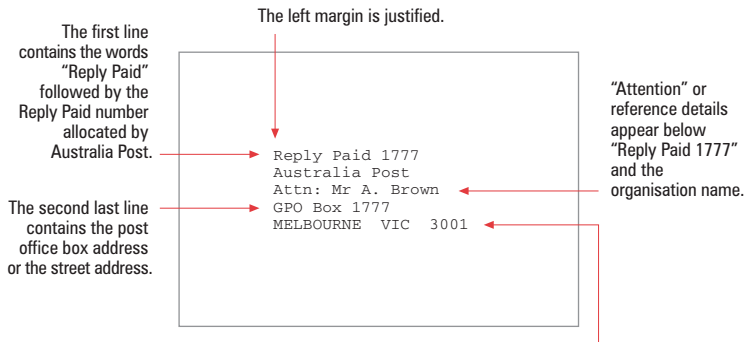 The left margin is justified.
The first line
contains the words
“Reply Paid”
followed by the
Reply Paid number
allocated by
Australia Post.
Reply Paid 1777
Australia Post
Attn: Mr A. Brown
GPO Box 1777
MELBOURNE VIC 3001
“Attention” or
reference details
appear below
“Reply Paid 1777”
and the
organisation name.
The second last line
contains the post
office box address
or the street address.